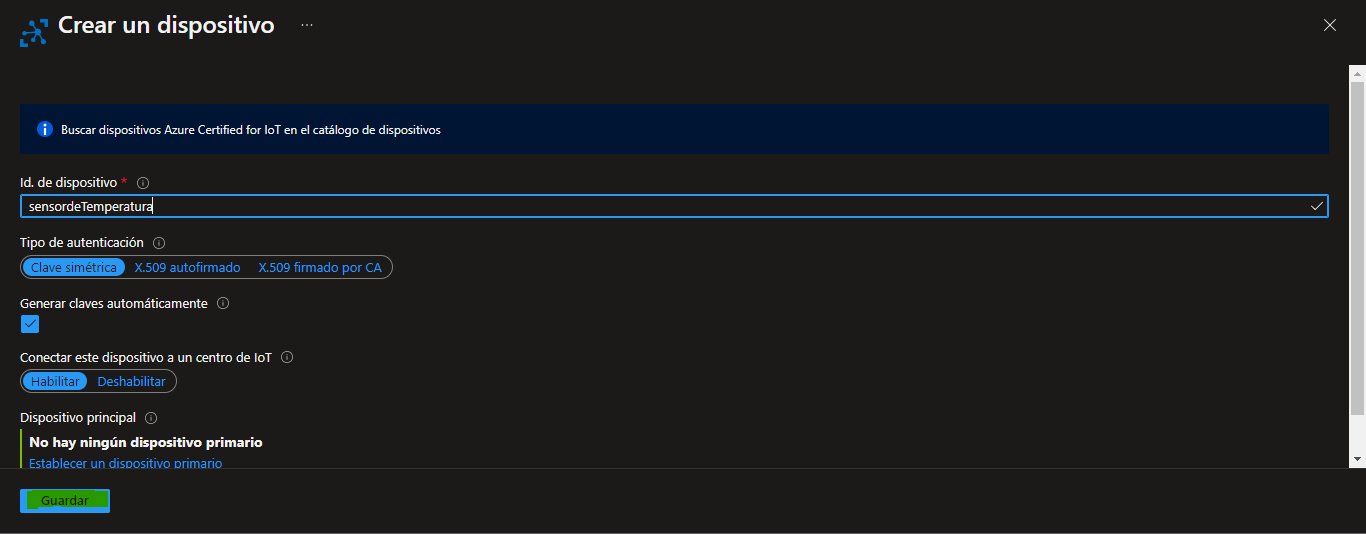 Crear un dispositivo ...
Buscar dispositivos Azure Certified for IoT en el catálogo de dispositivos
Id. de dispositivo *
sensordeTemperatura
Tipo de autenticación
Clave simétrica X.509 autofirmado X.509 firmado por CA
Generar claves automáticamente
Conectar este dispositivo a un centro de IoT
Habilitar Deshabilitar
Dispositivo principal
No hay ningún dispositivo primario
Establecer un dispositivo primario
Guardar